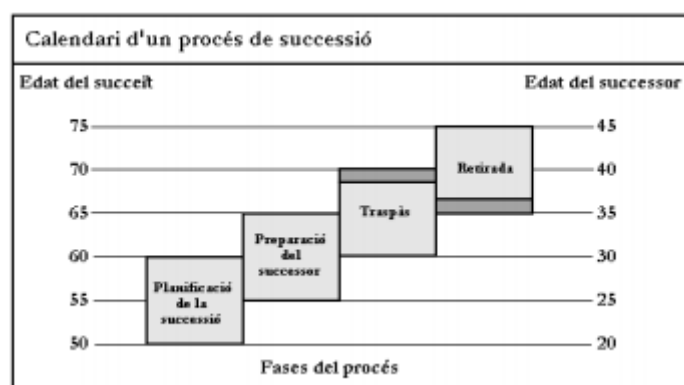 Calendari d'un procés de successió
Edat del succeït Edat del successor
75 45
70 40
Retirada
65 35
Traspàs
Preparació
del
successor
60 30
Planificació
de la
successió
55 25
50 20
Fases del procés